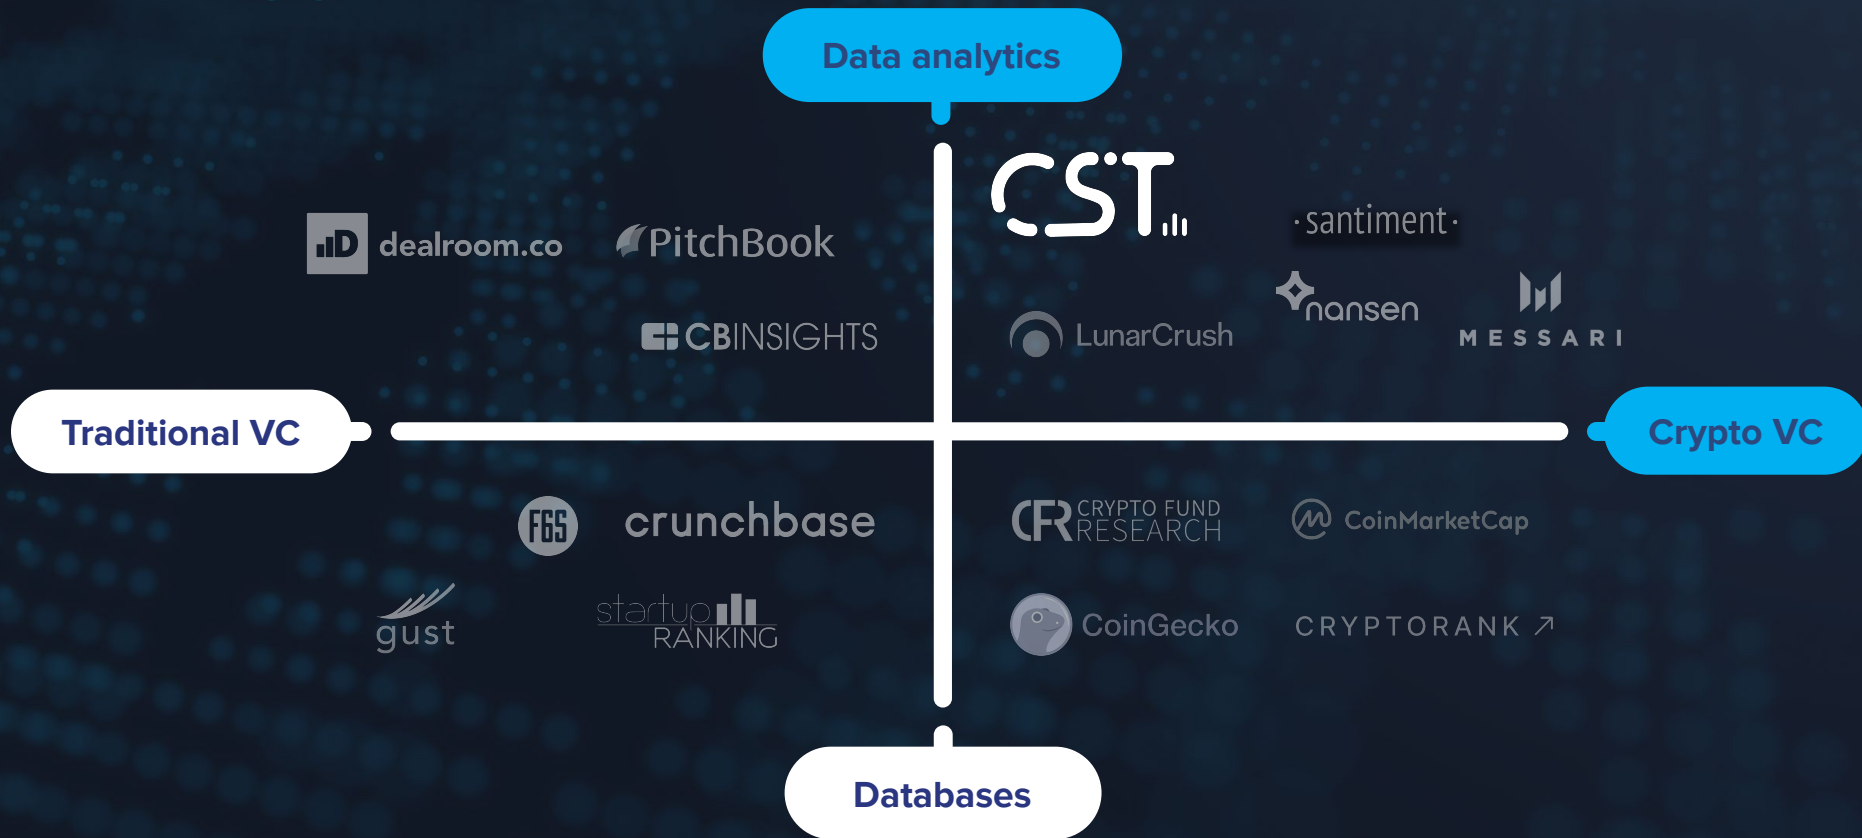 Data analytics
CST
dealroom.co
PitchBook
·santiment·
nansen
CBINSIGHTS
LunarCrush
MESSARI
Traditional VC
Crypto VC
F6S
crunchbase
CRYPTO FUND
RESEARCH
CoinMarketCap
gust
startup
RANKING
CoinGecko
CRYPTORANK
Databases